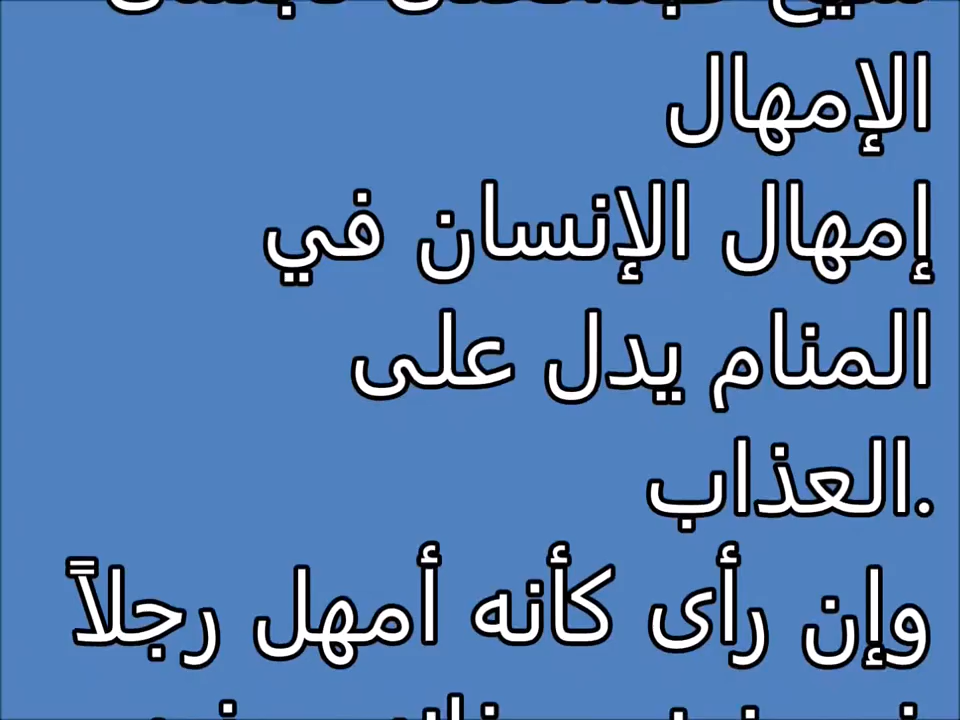 الإمهال
إمهال الإنسان في
المنام يدل على
.العذاب
وإن رأى كأنه أمهل رجلاً